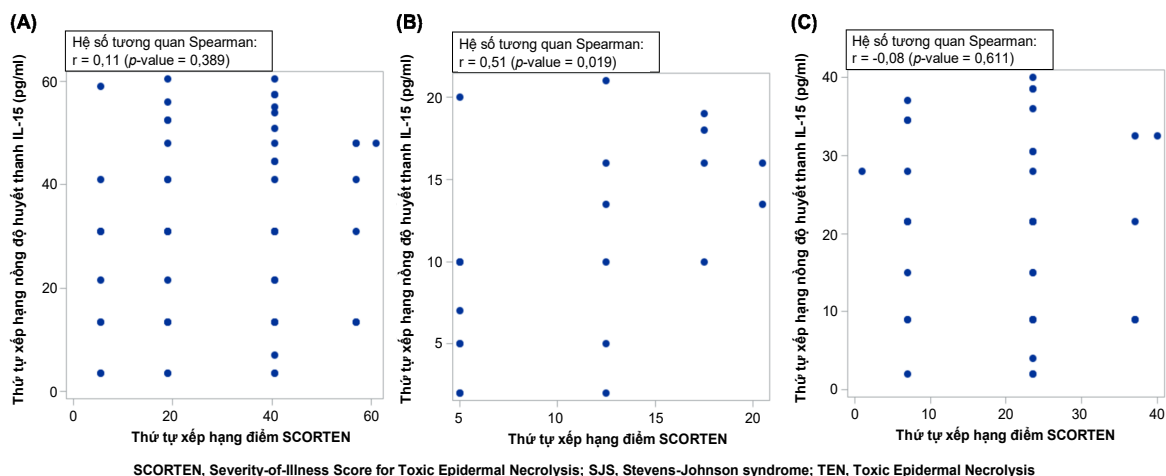 (A)
Hệ số tương quan Spearman:
r = 0,11 (p-value = 0,389)
Thứ tự xếp hạng nồng độ huyết thanh IL-15 (pg/ml)
60
40
20
0
0 20 40 60
Thứ tự xếp hạng điểm SCORTEN
(B)
Hệ số tương quan Spearman:
r = 0,51 (p-value = 0,019)
Thứ tự xếp hạng nồng độ huyết thanh IL-15 (pg/ml)
20
15
10
5
5 10 15 20
Thứ tự xếp hạng điểm SCORTEN
(C)
Hệ số tương quan Spearman:
r = -0,08 (p-value = 0,611)
Thứ tự xếp hạng nồng độ huyết thanh IL-15 (pg/ml)
40
30
20
10
0
0 10 20 30 40
Thứ tự xếp hạng điểm SCORTEN
SCORTEN, Severity-of-Illness Score for Toxic Epidermal Necrolysis; SJS, Stevens-Johnson syndrome; TEN, Toxic Epidermal Necrolysis